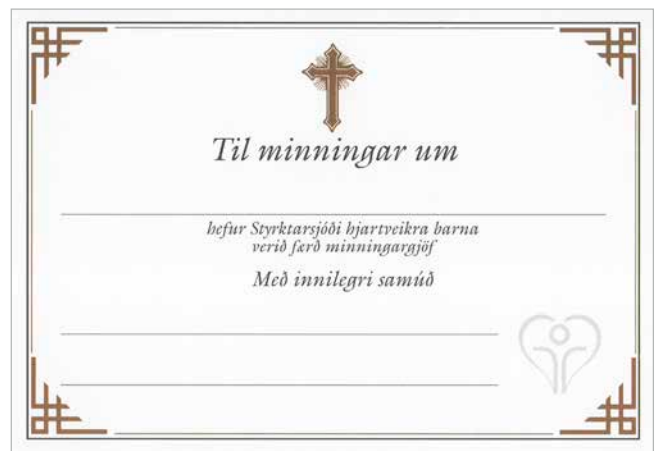 Til minningar um
hefur Styrktarsjóði hjartveikra barna
verið færð minningargjöf
Með innilegri samúð